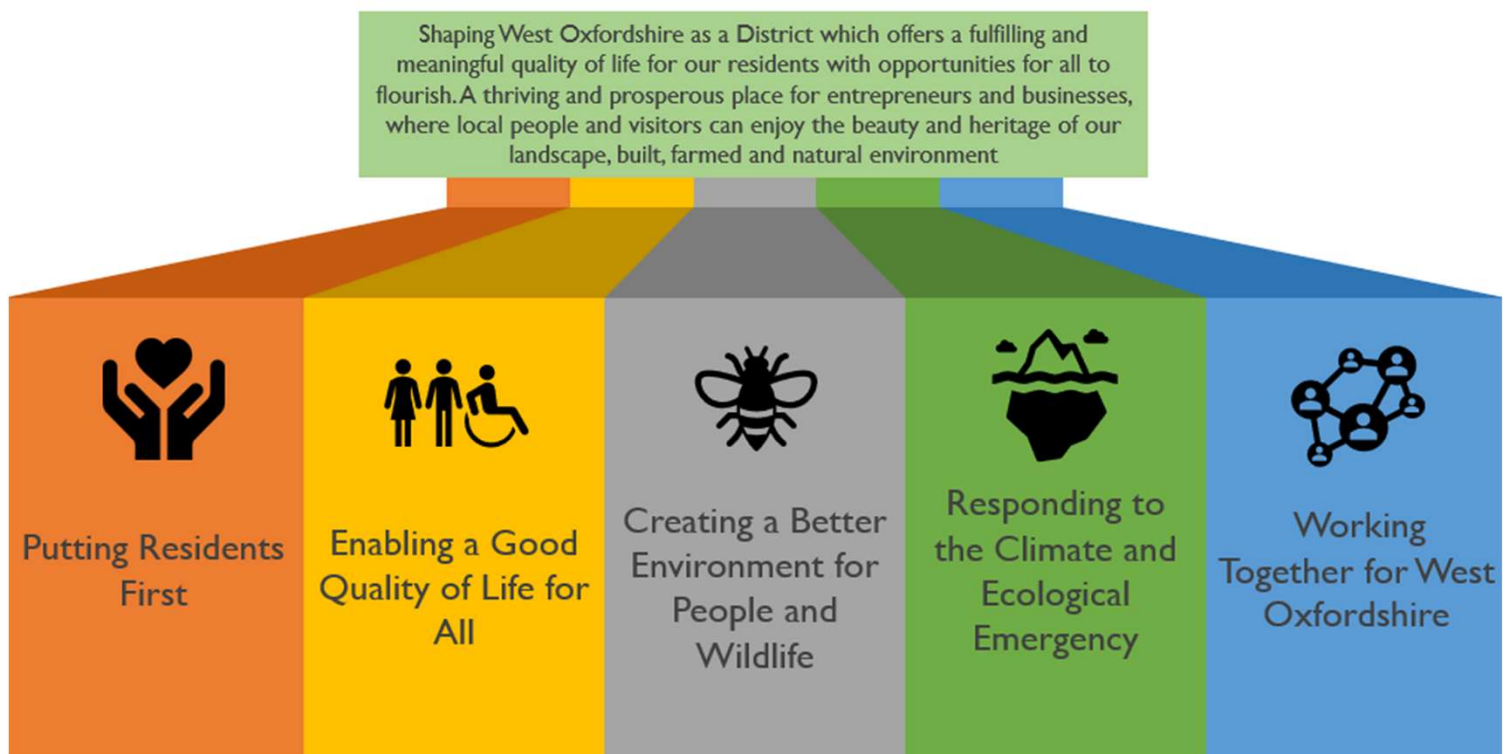 Shaping West Oxfordshire as a District which offers a fulfilling and
meaningful quality of life for our residents with opportunities for all to
flourish. A thriving and prosperous place for entrepreneurs and businesses,
where local people and visitors can enjoy the beauty and heritage of our
landscape, built, farmed and natural environment
Putting Residents
First
Enabling a Good
Quality of Life for
All
Creating a Better
Environment for
People and
Wildlife
Responding to
the Climate and
Ecological
Emergency
Working
Together for West
Oxfordshire